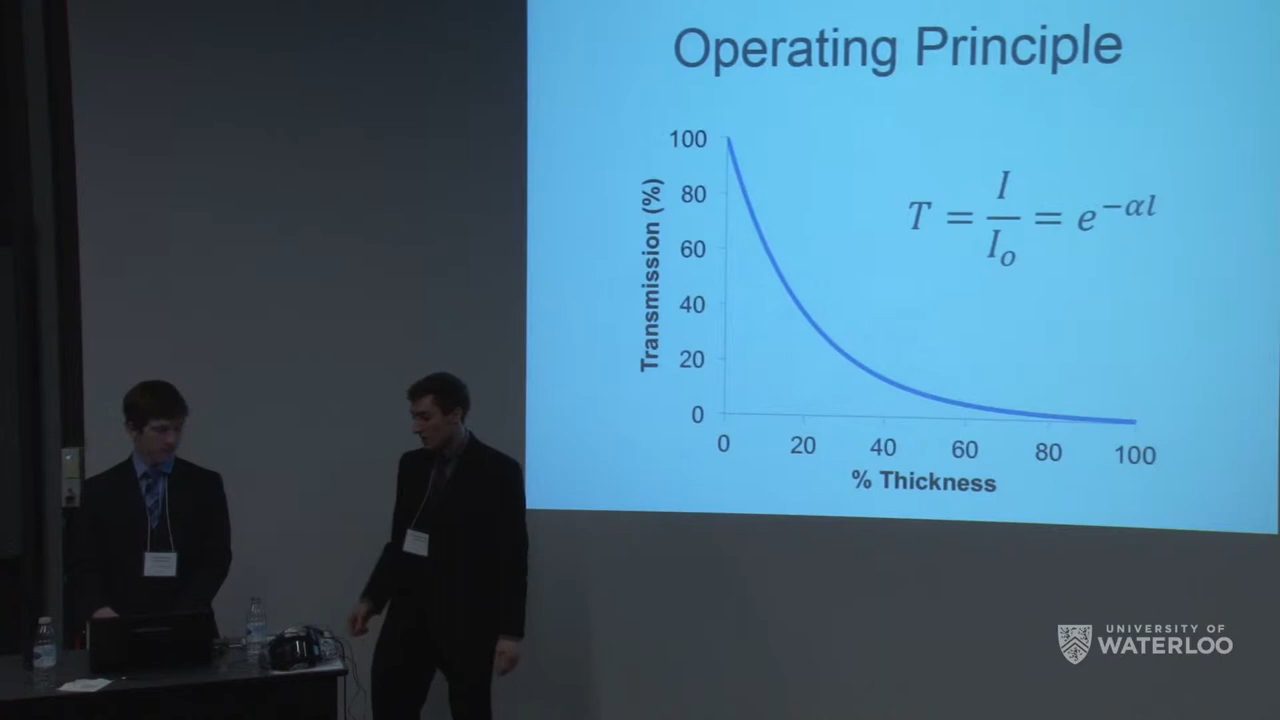 Operating Principle
100
80
60
40
20
0
Transmission (%)
T = I/I₀ = e^{-αl}
0 20 40 60 80 100
% Thickness
UNIVERSITY OF
WATERLOO